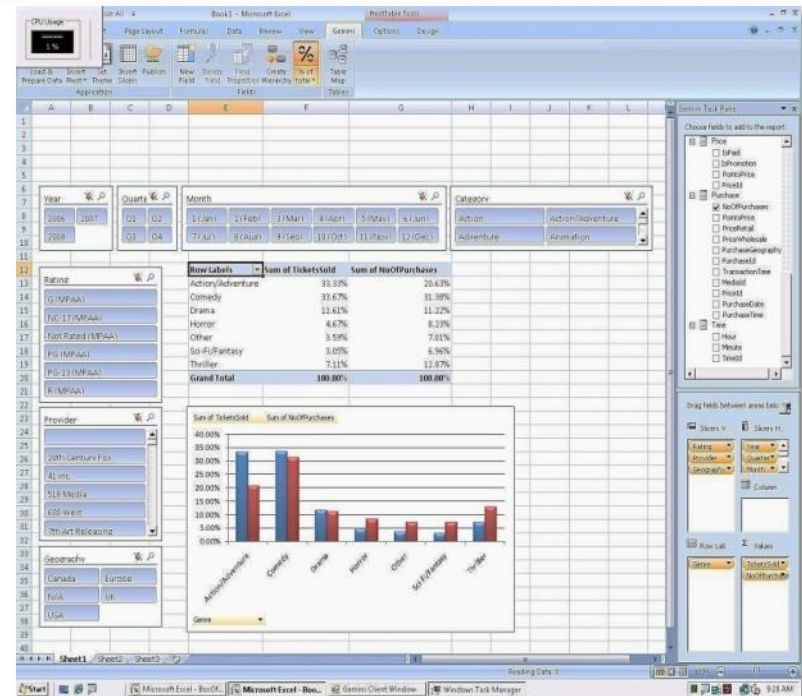 CPU Usage
1 %
Book1 - Microsoft Excel
PivotTable Tools
Page Layout Formulas Data Review View Gemini Options Design
Load & Prepare Data
Insert Pivot
Set Theme
Insert Slicers
Publish
New Field
Delete Field
Field Properties
Create Hierarchy
% of total
Table Map
Application
Fields
Tables
A B C D E F G H I J K L
Gemini Task Pane
Choose fields to add to the report:
Price
IsPaid
IsPromotion
PointsPrice
PriceId
Purchase
NoOfPurchases
PointsPrice
PriceRetail
PriceWholesale
PurchaseGeography
PurchaseId
TransactionTime
MediaId
PriceId
PurchaseDate
PurchaseTime
Time
Hour
Minute
TimeId
Year
2006 2007
2008
Quarte
Q1 Q2
Q3 Q4
Month
1 (Jan) 2 (Feb) 3 (Mar) 4 (Apr) 5 (May) 6 (Jun)
7 (Jul) 8 (Aug) 9 (Sep) 10 (Oct) 11 (Nov) 12 (Dec)
Category
Action Action/Adventure
Adventure Animation
Rating
G (MPAA)
NC-17 (MPAA)
Not Rated (MPAA)
PG (MPAA)
PG-13 (MPAA)
R (MPAA)
Row Labels Sum of TicketsSold Sum of NoOfPurchases
Action/Adventure 33.33% 20.63%
Comedy 33.67% 31.38%
Drama 11.61% 11.22%
Horror 4.67% 8.23%
Other 3.59% 7.01%
Sci-Fi/Fantasy 3.05% 6.96%
Thriller 7.11% 12.87%
Grand Total 100.00% 100.00%
Provider
20th Century Fox
41 Inc.
518 Media
600 West
7th Art Releasing
Geography
Canada Europe
N/A UK
USA
Sum of TicketsSold Sum of NoOfPurchases
40.00%
35.00%
30.00%
25.00%
20.00%
15.00%
10.00%
5.00%
0.00%
Action/Adventure Comedy Drama Horror Other Sci-Fi/Fantasy Thriller
Genre
Drag fields between areas below
Slicers V...
Slicers H...
Rating
Provider
Geography
Year
Quarter
Month
Column
Row Lab...
Σ Values
Genre
TicketsSold
NoOfPurch
Sheet1 Sheet2 Sheet3
Reading Data: 0
Start
Microsoft Excel - BoxOf...
Microsoft Excel - Boo...
Gemini Client Window
Windows Task Manager
9:28 AM